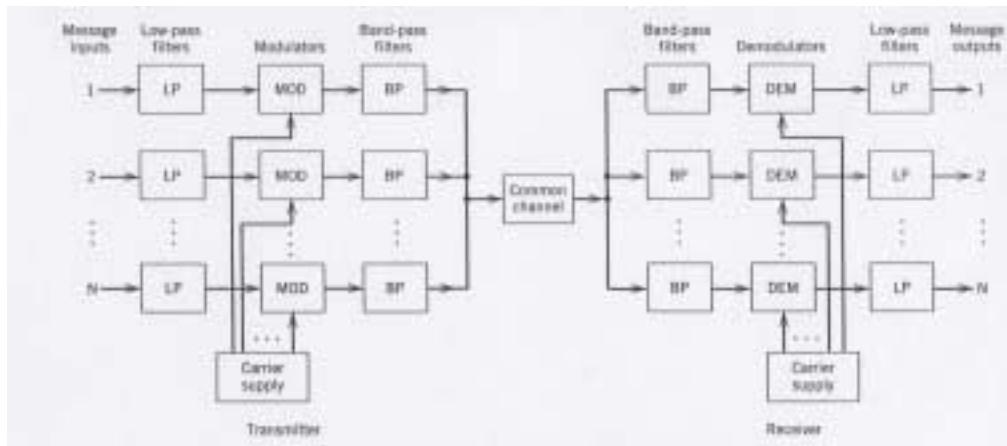 Message inputs
Low-pass filters
Modulators
Band-pass filters
Band-pass filters
Demodulators
Low-pass filters
Message outputs
1 LP MOD BP BP DEM LP 1
2 LP MOD BP Common channel BP DEM LP 2
N LP MOD BP BP DEM LP N
Carrier supply
Carrier supply
Transmitter
Receiver